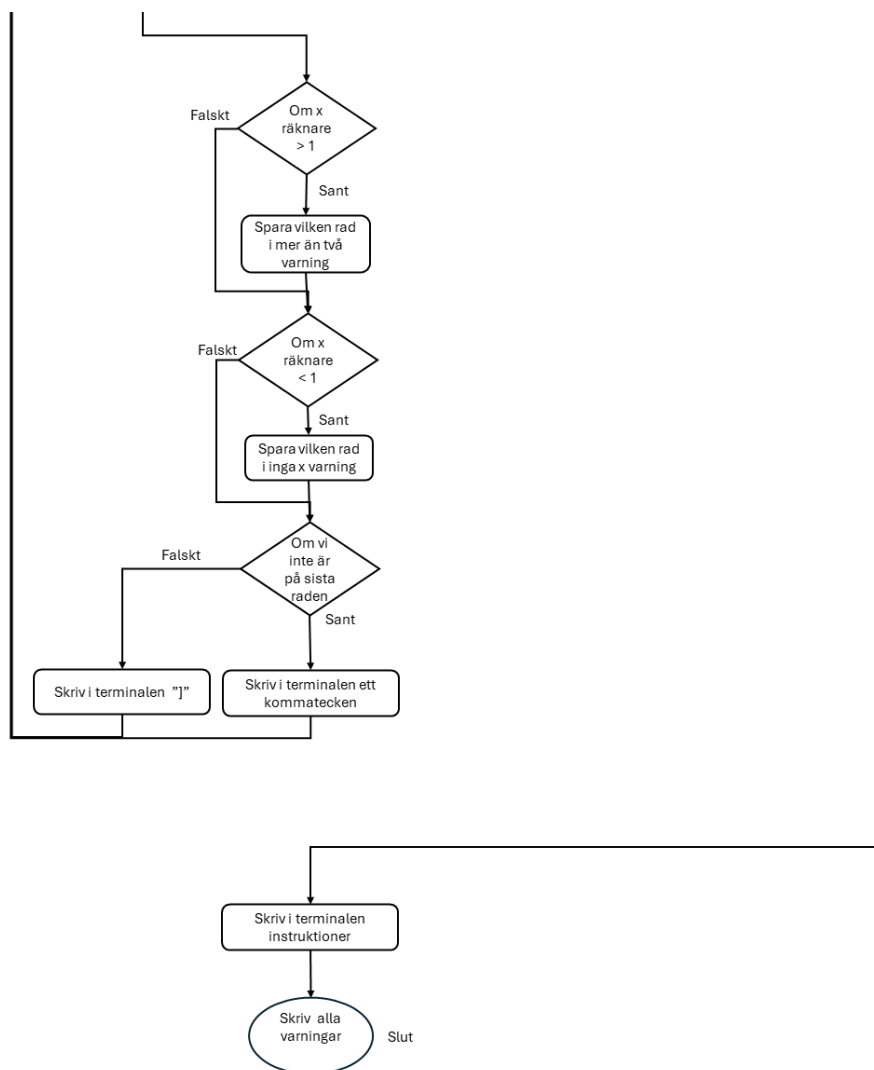 Falskt
Om x
räknare
> 1
Sant
Spara vilken rad
i mer än två
varning
Falskt
Om x
räknare
< 1
Sant
Spara vilken rad
i inga x varning
Falskt
Om vi
inte är
på sista
raden
Sant
Skriv i terminalen ”]”
Skriv i terminalen ett
kommatecken
Skriv i terminalen
instruktioner
Skriv alla
varningar
Slut